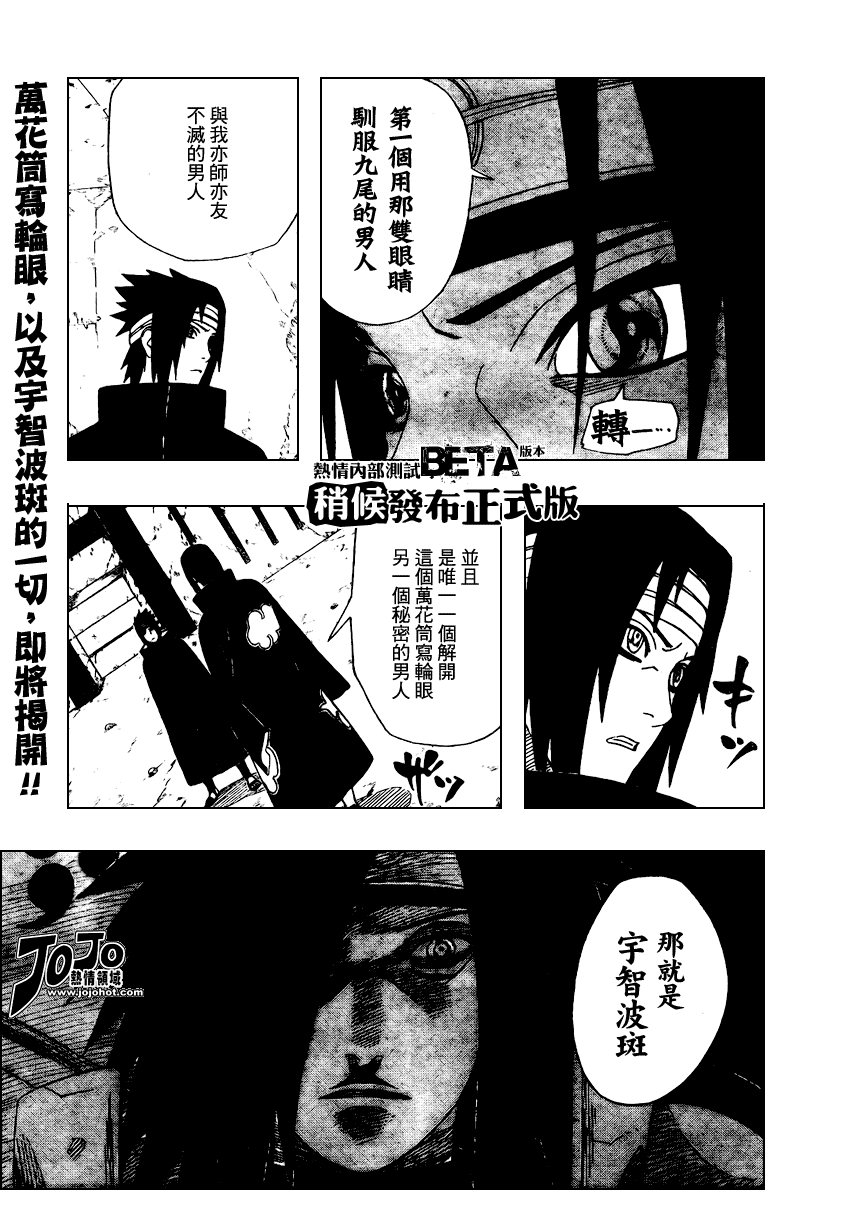 第一個用那雙眼睛
馴服九尾的男人
轉—…
與我亦師亦友
不滅的男人
萬花筒寫輪眼，以及宇智波斑的一切，即將揭開!!
熱情內部測試 BETA 版本
稍候發布正式版
キッ
並且
是唯一一個解開
這個萬花筒寫輪眼
另一個秘密的男人
ザッ
那就是
宇智波斑
JOJO
熱情領域
www.jojohot.com